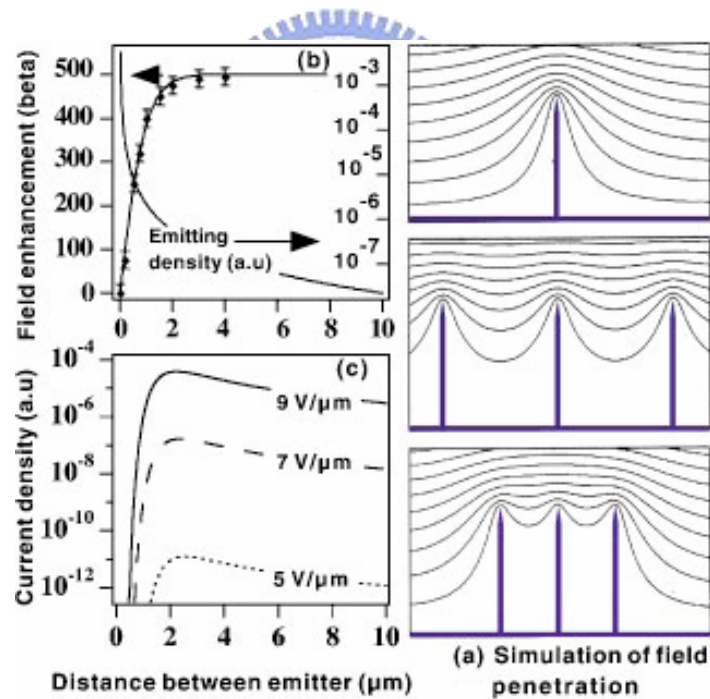 (b)
Field enhancement (beta)
500
400
300
200
100
0
10⁻³
10⁻⁴
10⁻⁵
10⁻⁶
10⁻⁷
Emitting
density (a.u)
0 2 4 6 8 10
(c)
Current density (a.u)
10⁻⁴
10⁻⁶
10⁻⁸
10⁻¹⁰
10⁻¹²
9 V/µm
7 V/µm
5 V/µm
0 2 4 6 8 10
Distance between emitter (µm)
(a) Simulation of field
penetration